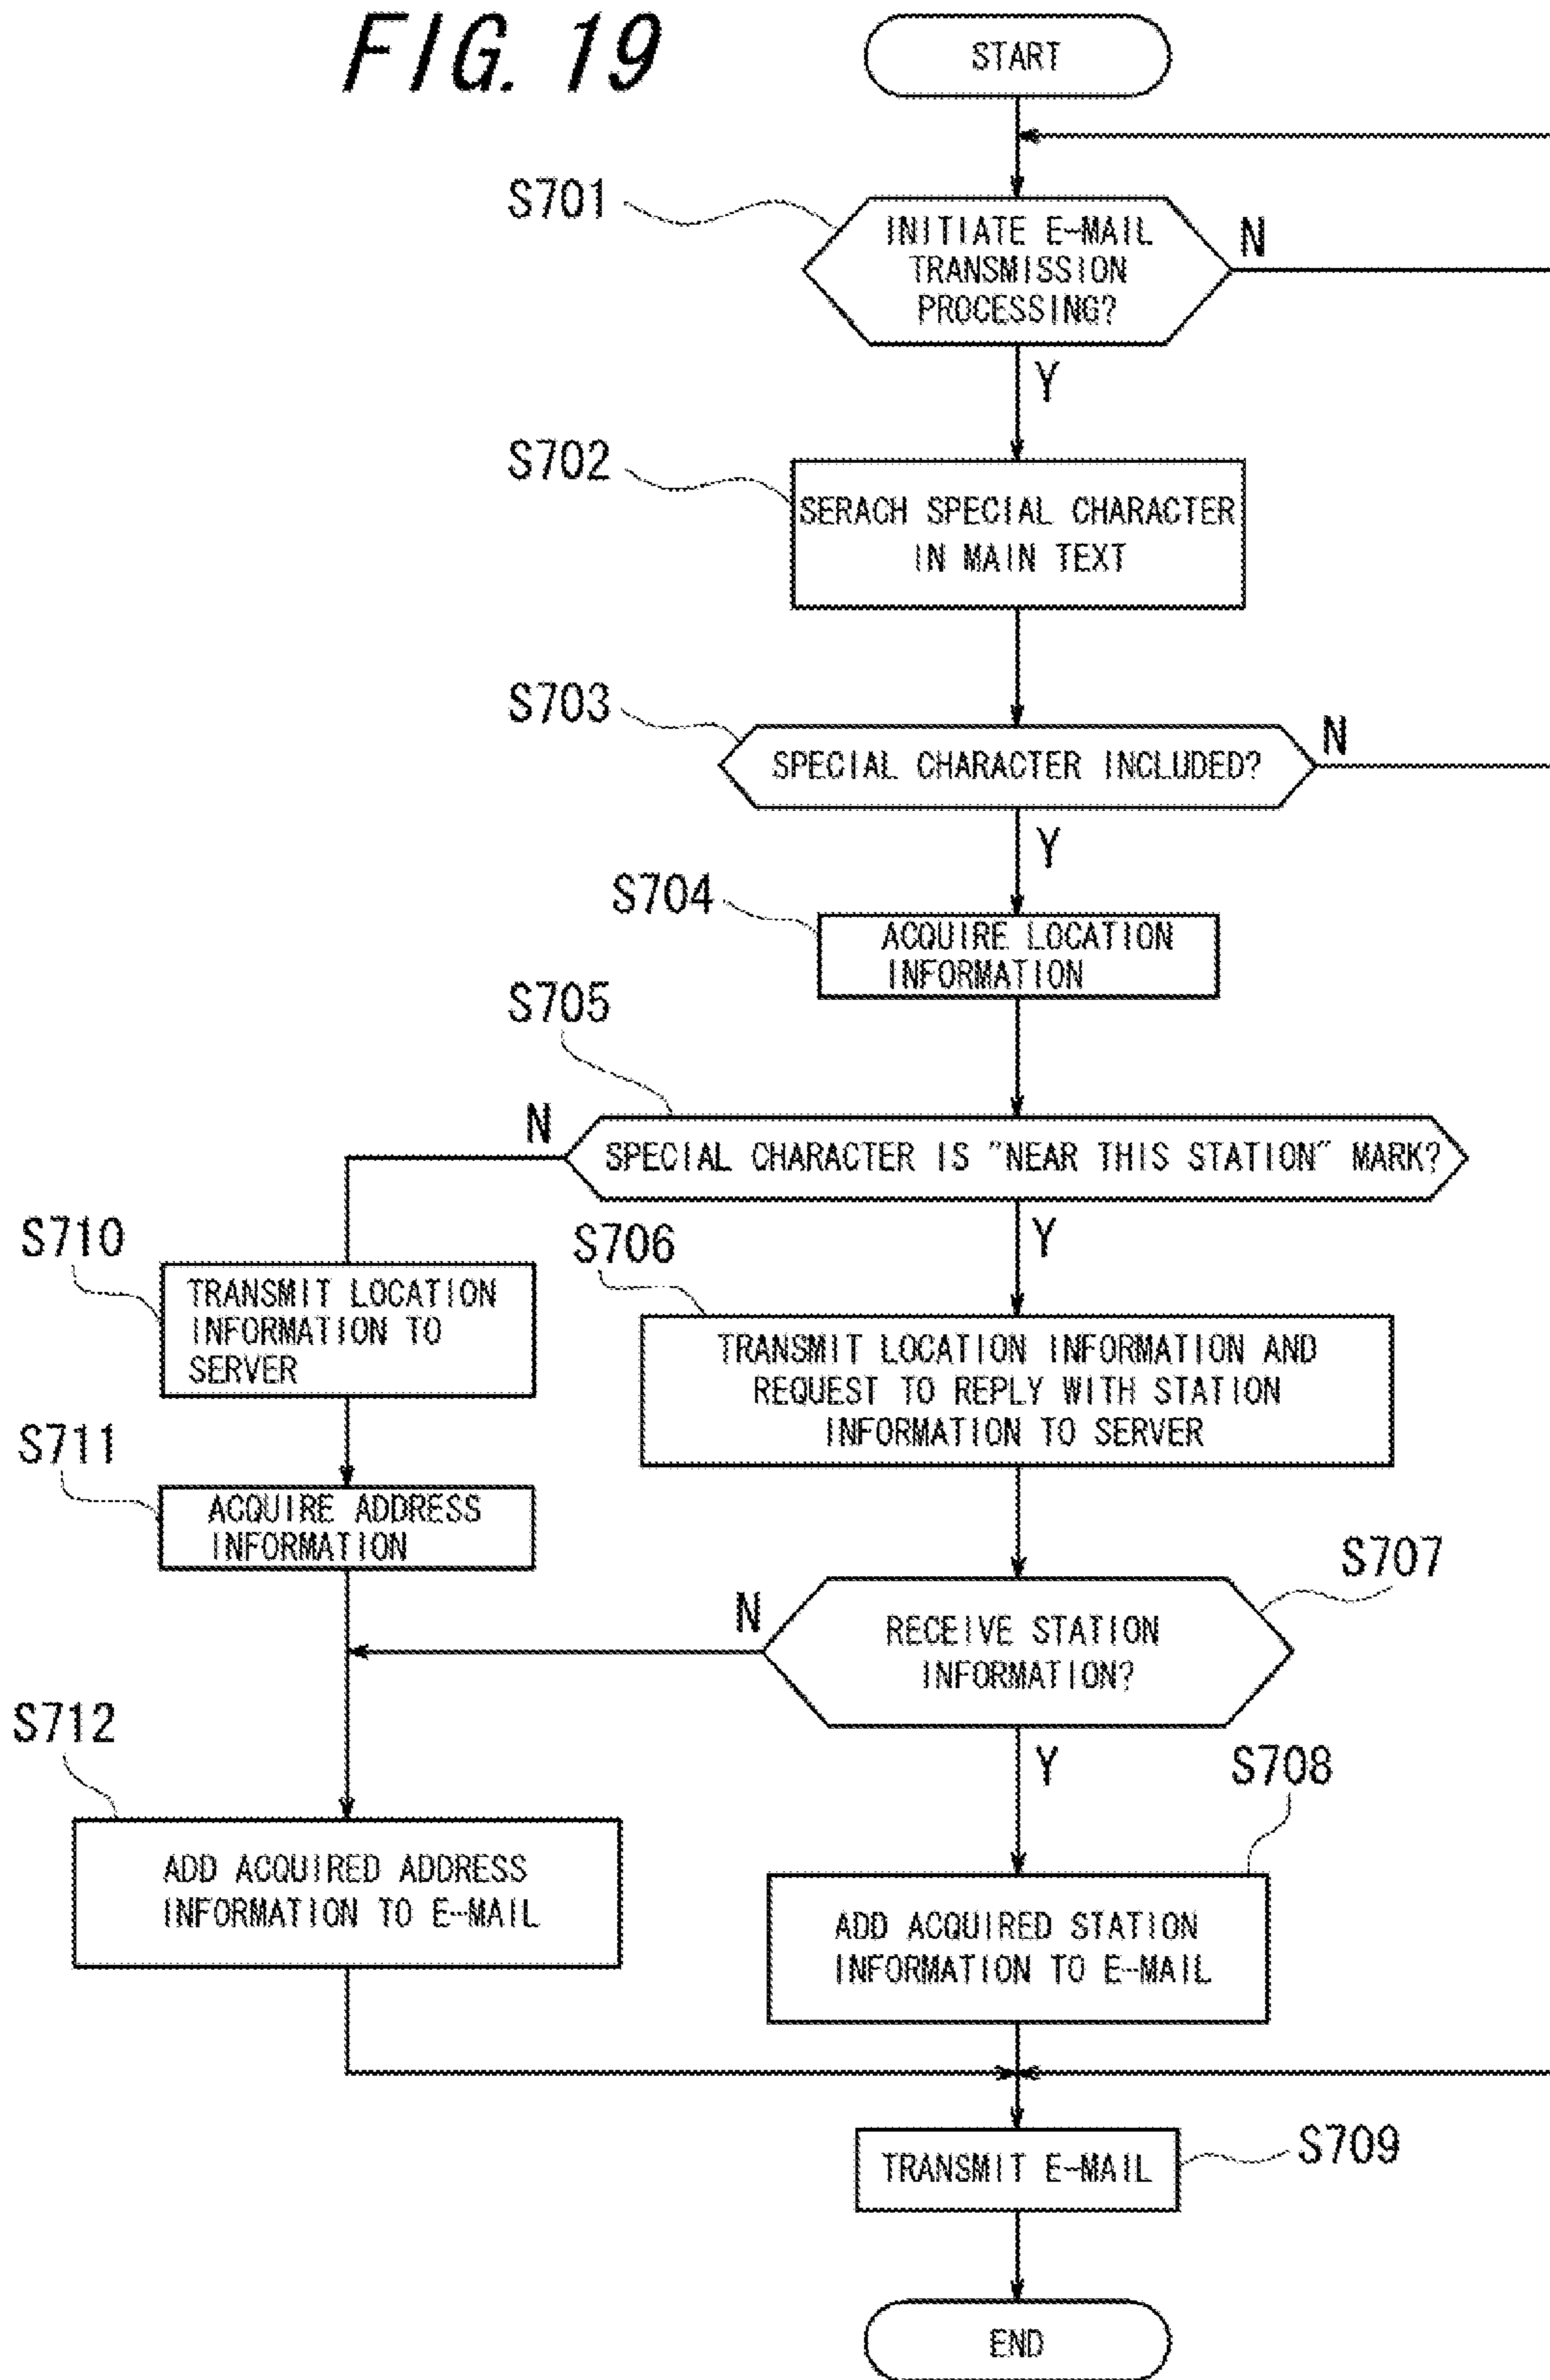 FIG. 19
START
S701
INITIATE E-MAIL
TRANSMISSION
PROCESSING?
N
Y
S702
SERACH SPECIAL CHARACTER
IN MAIN TEXT
S703
SPECIAL CHARACTER INCLUDED?
N
Y
S704
ACQUIRE LOCATION
INFORMATION
S705
N
SPECIAL CHARACTER IS "NEAR THIS STATION" MARK?
Y
S710
TRANSMIT LOCATION
INFORMATION TO
SERVER
S706
TRANSMIT LOCATION INFORMATION AND
REQUEST TO REPLY WITH STATION
INFORMATION TO SERVER
S711
ACQUIRE ADDRESS
INFORMATION
S707
N
RECEIVE STATION
INFORMATION?
Y
S712
ADD ACQUIRED ADDRESS
INFORMATION TO E-MAIL
S708
ADD ACQUIRED STATION
INFORMATION TO E-MAIL
S709
TRANSMIT E-MAIL
END